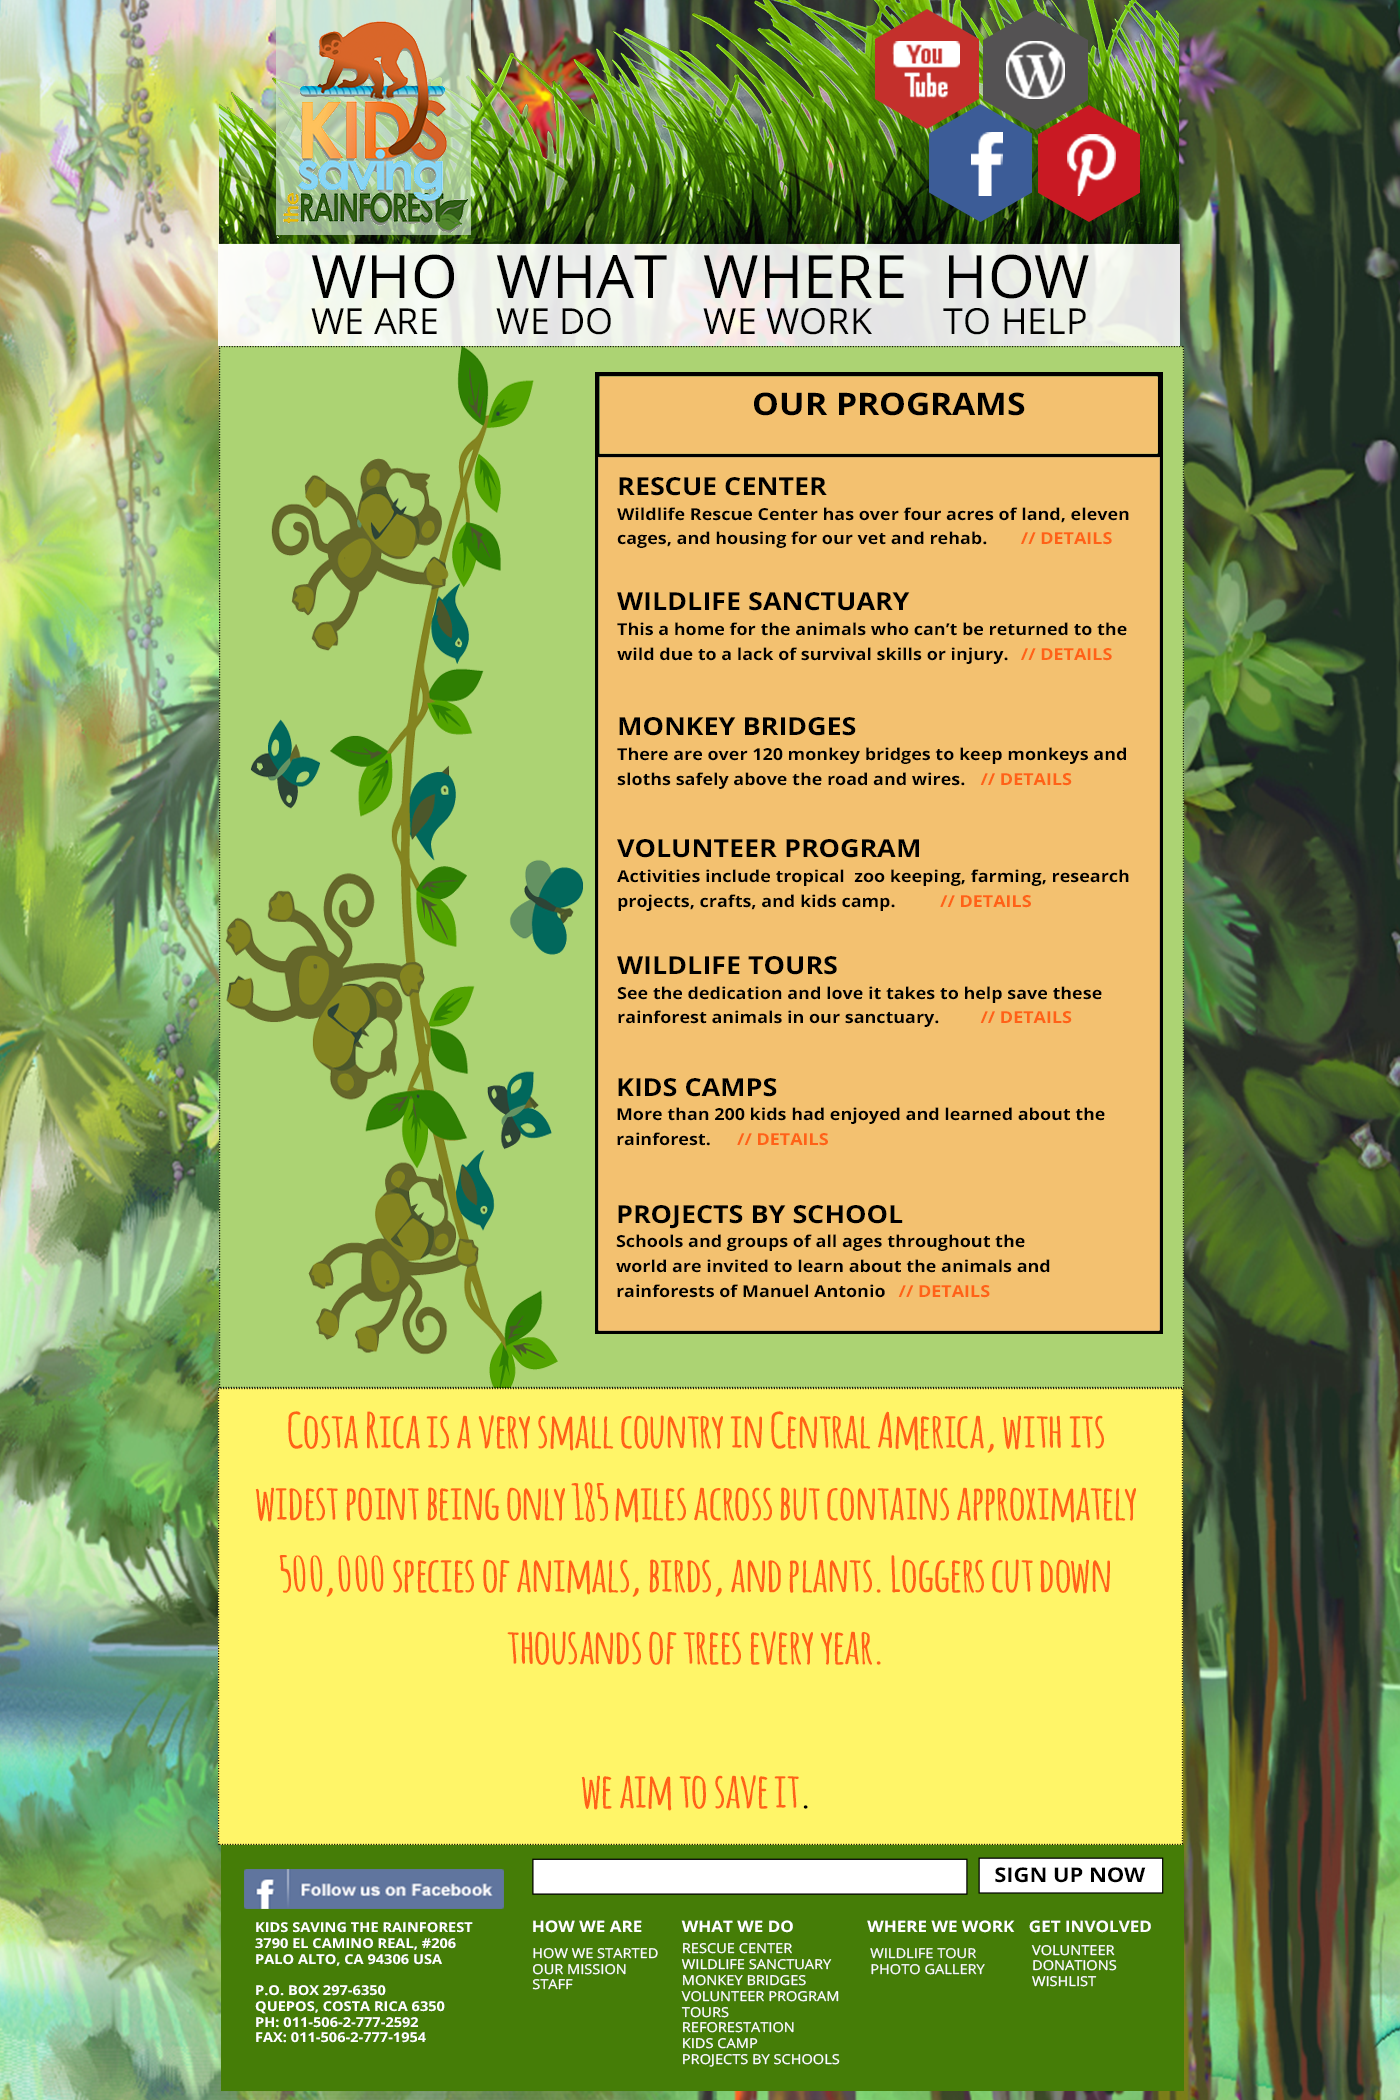 KIDS
saving
the RAINFOREST
You
Tube
WHO
WE ARE
WHAT
WE DO
WHERE
WE WORK
HOW
TO HELP
OUR PROGRAMS
RESCUE CENTER
Wildlife Rescue Center has over four acres of land, eleven
cages, and housing for our vet and rehab. // DETAILS
WILDLIFE SANCTUARY
This a home for the animals who can't be returned to the
wild due to a lack of survival skills or injury. // DETAILS
MONKEY BRIDGES
There are over 120 monkey bridges to keep monkeys and
sloths safely above the road and wires. // DETAILS
VOLUNTEER PROGRAM
Activities include tropical zoo keeping, farming, research
projects, crafts, and kids camp. // DETAILS
WILDLIFE TOURS
See the dedication and love it takes to help save these
rainforest animals in our sanctuary. // DETAILS
KIDS CAMPS
More than 200 kids had enjoyed and learned about the
rainforest. // DETAILS
PROJECTS BY SCHOOL
Schools and groups of all ages throughout the
world are invited to learn about the animals and
rainforests of Manuel Antonio // DETAILS
Costa Rica is a very small country in Central America, with its
widest point being only 185 miles across but contains approximately
500,000 species of animals, birds, and plants. Loggers cut down
thousands of trees every year.
we aim to save it.
Follow us on Facebook
SIGN UP NOW
KIDS SAVING THE RAINFOREST
3790 EL CAMINO REAL, #206
PALO ALTO, CA 94306 USA
P.O. BOX 297-6350
QUEPOS, COSTA RICA 6350
PH: 011-506-2-777-2592
FAX: 011-506-2-777-1954
HOW WE ARE
HOW WE STARTED
OUR MISSION
STAFF
WHAT WE DO
RESCUE CENTER
WILDLIFE SANCTUARY
MONKEY BRIDGES
VOLUNTEER PROGRAM
TOURS
REFORESTATION
KIDS CAMP
PROJECTS BY SCHOOLS
WHERE WE WORK
WILDLIFE TOUR
PHOTO GALLERY
GET INVOLVED
VOLUNTEER
DONATIONS
WISHLIST